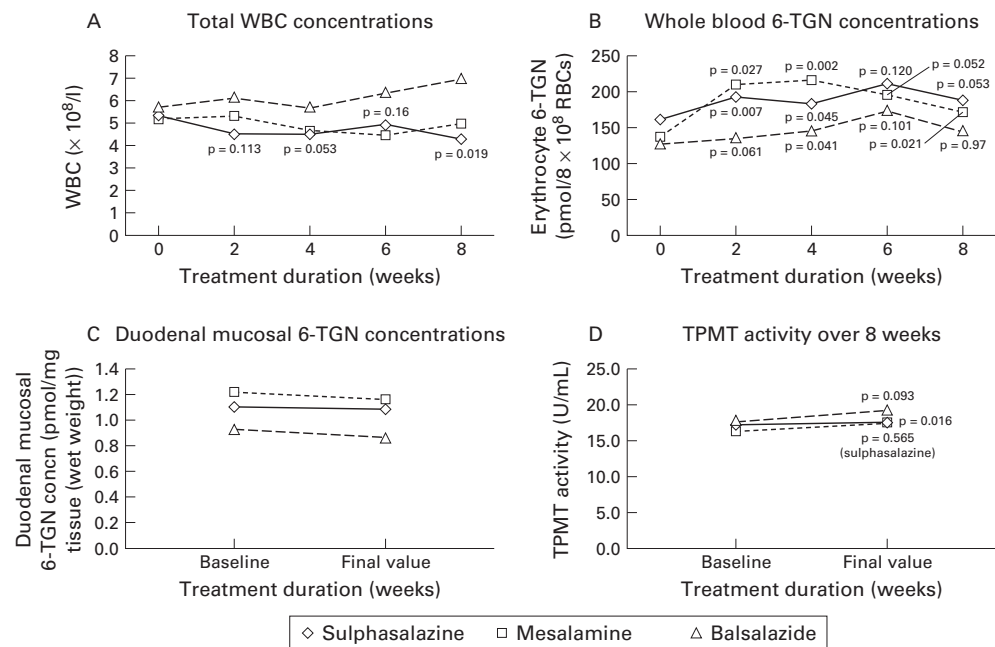 A Total WBC concentrations
WBC (× 10⁸/l)
8
7
6
5
4
3
2
1
0
p = 0.113
p = 0.053
p = 0.16
p = 0.019
0 2 4 6 8
Treatment duration (weeks)
B Whole blood 6-TGN concentrations
Erythrocyte 6-TGN
(pmol/8 × 10⁸ RBCs)
250
200
150
100
50
0
p = 0.027
p = 0.002
p = 0.120
p = 0.052
p = 0.053
p = 0.007
p = 0.045
p = 0.101
p = 0.021
p = 0.97
p = 0.061
p = 0.041
0 2 4 6 8
Treatment duration (weeks)
C Duodenal mucosal 6-TGN concentrations
Duodenal mucosal
6-TGN concn (pmol/mg
tissue (wet weight))
1.4
1.2
1.0
0.8
0.6
0.4
0.2
0.0
Baseline Final value
Treatment duration (weeks)
D TPMT activity over 8 weeks
TPMT activity (U/mL)
25.0
20.0
15.0
10.0
5.0
0.0
p = 0.093
p = 0.016
p = 0.565
(sulphasalazine)
Baseline Final value
Treatment duration (weeks)
Sulphasalazine Mesalamine Balsalazide